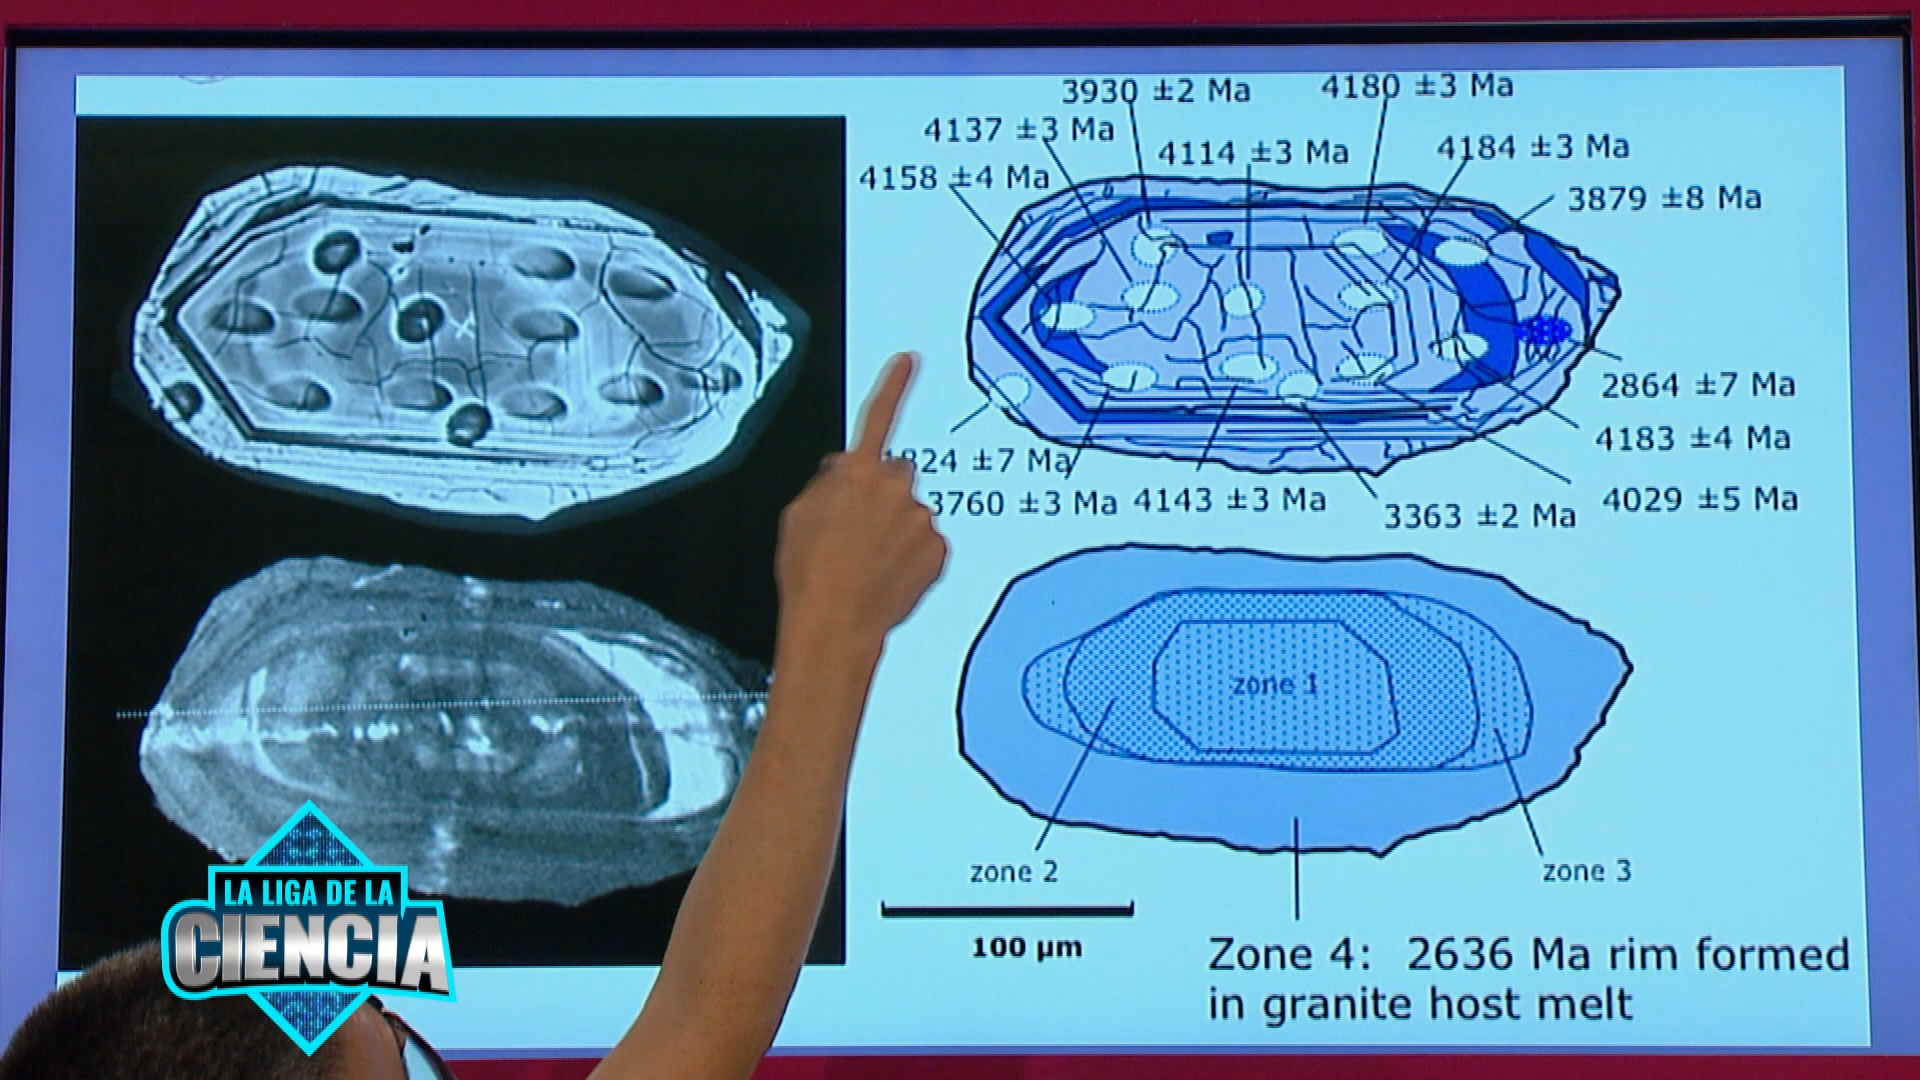 3930 ±2 Ma
4180 ±3 Ma
4137 ±3 Ma
4114 ±3 Ma
4184 ±3 Ma
4158 ±4 Ma
3879 ±8 Ma
2864 ±7 Ma
4183 ±4 Ma
±7 Ma
3760 ±3 Ma
4143 ±3 Ma
3363 ±2 Ma
4029 ±5 Ma
zone 1
zone 2
zone 3
100 µm
Zone 4: 2636 Ma rim formed
in granite host melt
LA LIGA DE LA
CIENCIA